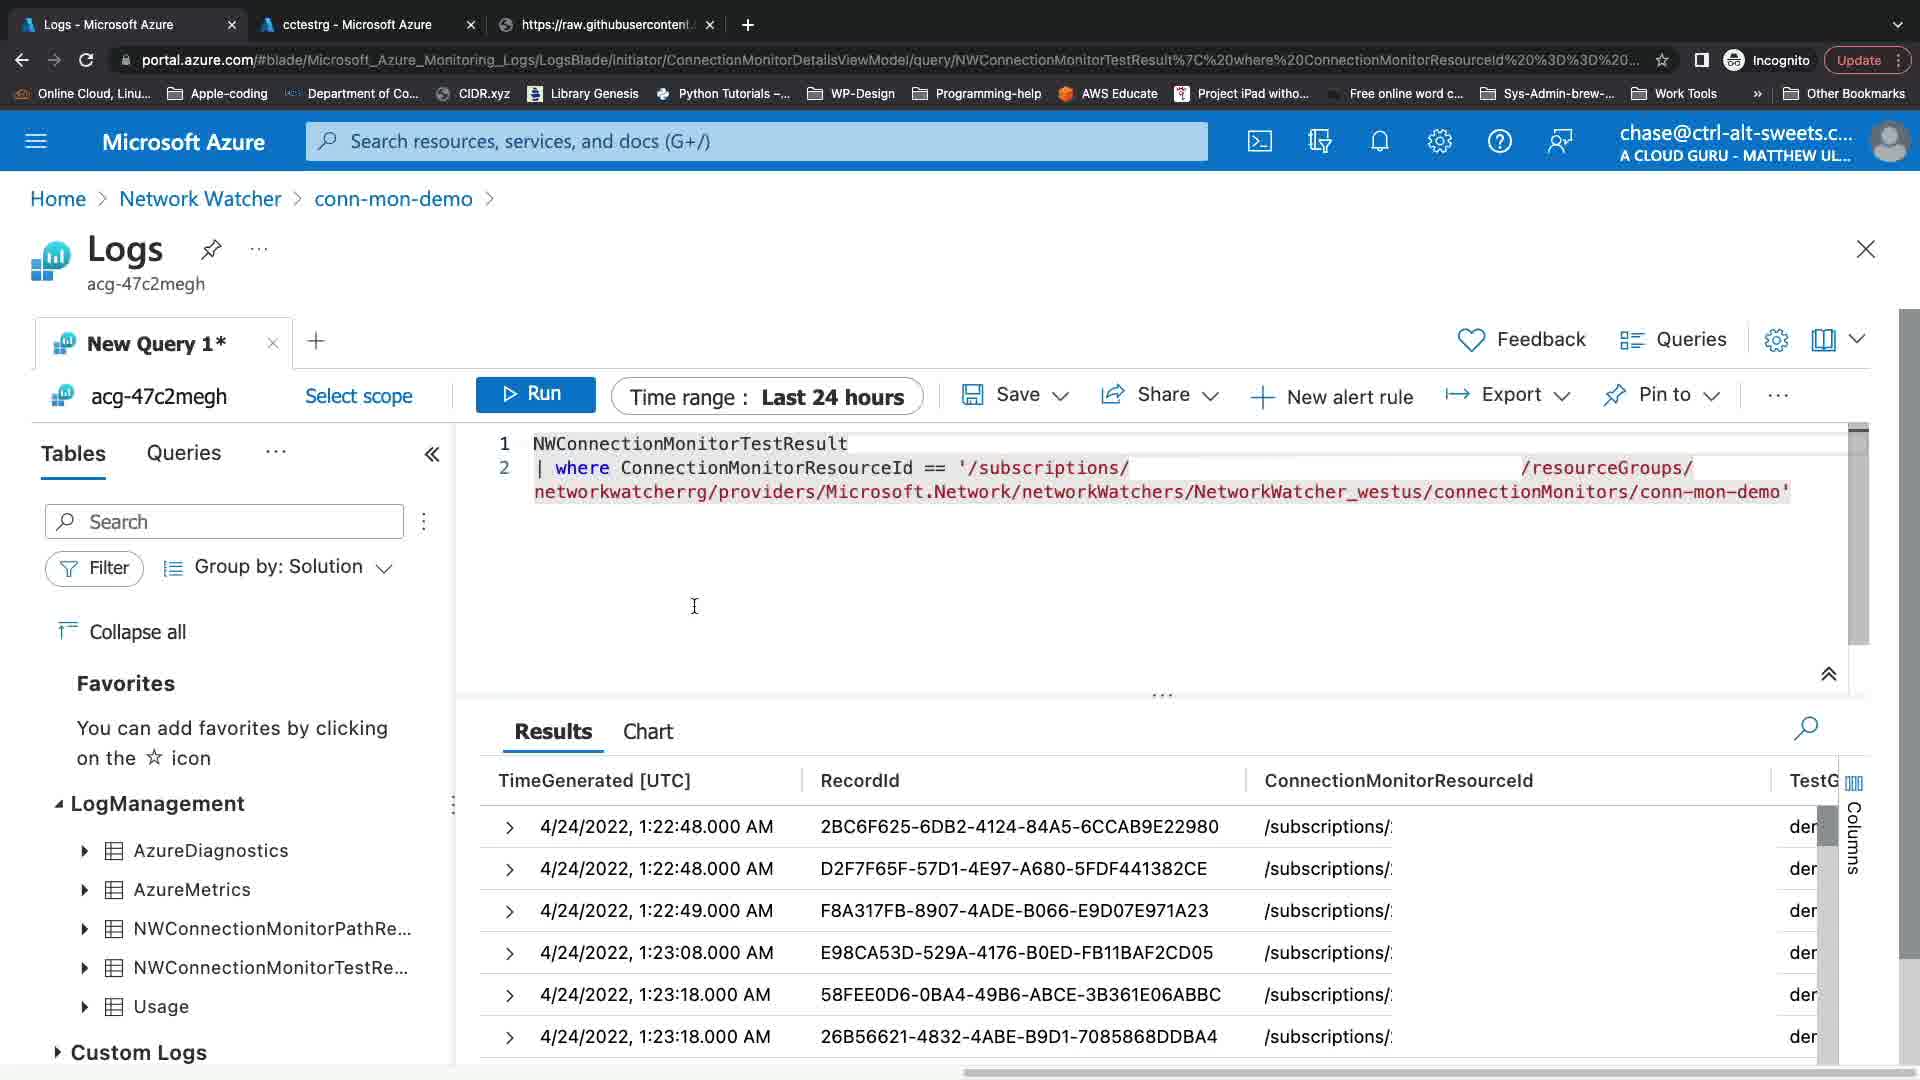 Logs - Microsoft Azure
cctestrg - Microsoft Azure
https://raw.githubusercontent.
portal.azure.com/#blade/Microsoft_Azure_Monitoring_Logs/LogsBlade/initiator/ConnectionMonitorDetailsViewModel/query/NWConnectionMonitorTestResult%7C%20where%20ConnectionMonitorResourceId%20%3D%3D%20...
Incognito
Update
Online Cloud, Linu...
Apple-coding
Department of Co...
CIDR.xyz
Library Genesis
Python Tutorials –...
WP-Design
Programming-help
AWS Educate
Project iPad witho...
Free online word c...
Sys-Admin-brew-...
Work Tools
»
Other Bookmarks
Microsoft Azure
Search resources, services, and docs (G+/)
chase@ctrl-alt-sweets.c...
A CLOUD GURU - MATTHEW UL...
Home > Network Watcher > conn-mon-demo >
Logs
acg-47c2megh
New Query 1*
Feedback
Queries
acg-47c2megh
Select scope
Run
Time range : Last 24 hours
Save
Share
New alert rule
Export
Pin to
Tables
Queries
Search
Filter
Group by: Solution
Collapse all
Favorites
You can add favorites by clicking
on the ☆ icon
LogManagement
AzureDiagnostics
AzureMetrics
NWConnectionMonitorPathRe...
NWConnectionMonitorTestRe...
Usage
Custom Logs
1 NWConnectionMonitorTestResult
2 | where ConnectionMonitorResourceId == '/subscriptions/ /resourceGroups/
networkwatcherrg/providers/Microsoft.Network/networkWatchers/NetworkWatcher_westus/connectionMonitors/conn-mon-demo'
Results
Chart
TimeGenerated [UTC] RecordId ConnectionMonitorResourceId TestG
4/24/2022, 1:22:48.000 AM 2BC6F625-6DB2-4124-84A5-6CCAB9E22980 /subscriptions/ der
4/24/2022, 1:22:48.000 AM D2F7F65F-57D1-4E97-A680-5FDF441382CE /subscriptions/ der
4/24/2022, 1:22:49.000 AM F8A317FB-8907-4ADE-B066-E9D07E971A23 /subscriptions/ der
4/24/2022, 1:23:08.000 AM E98CA53D-529A-4176-B0ED-FB11BAF2CD05 /subscriptions/ der
4/24/2022, 1:23:18.000 AM 58FEE0D6-0BA4-49B6-ABCE-3B361E06ABBC /subscriptions/ der
4/24/2022, 1:23:18.000 AM 26B56621-4832-4ABE-B9D1-7085868DDBA4 /subscriptions/ der
Columns